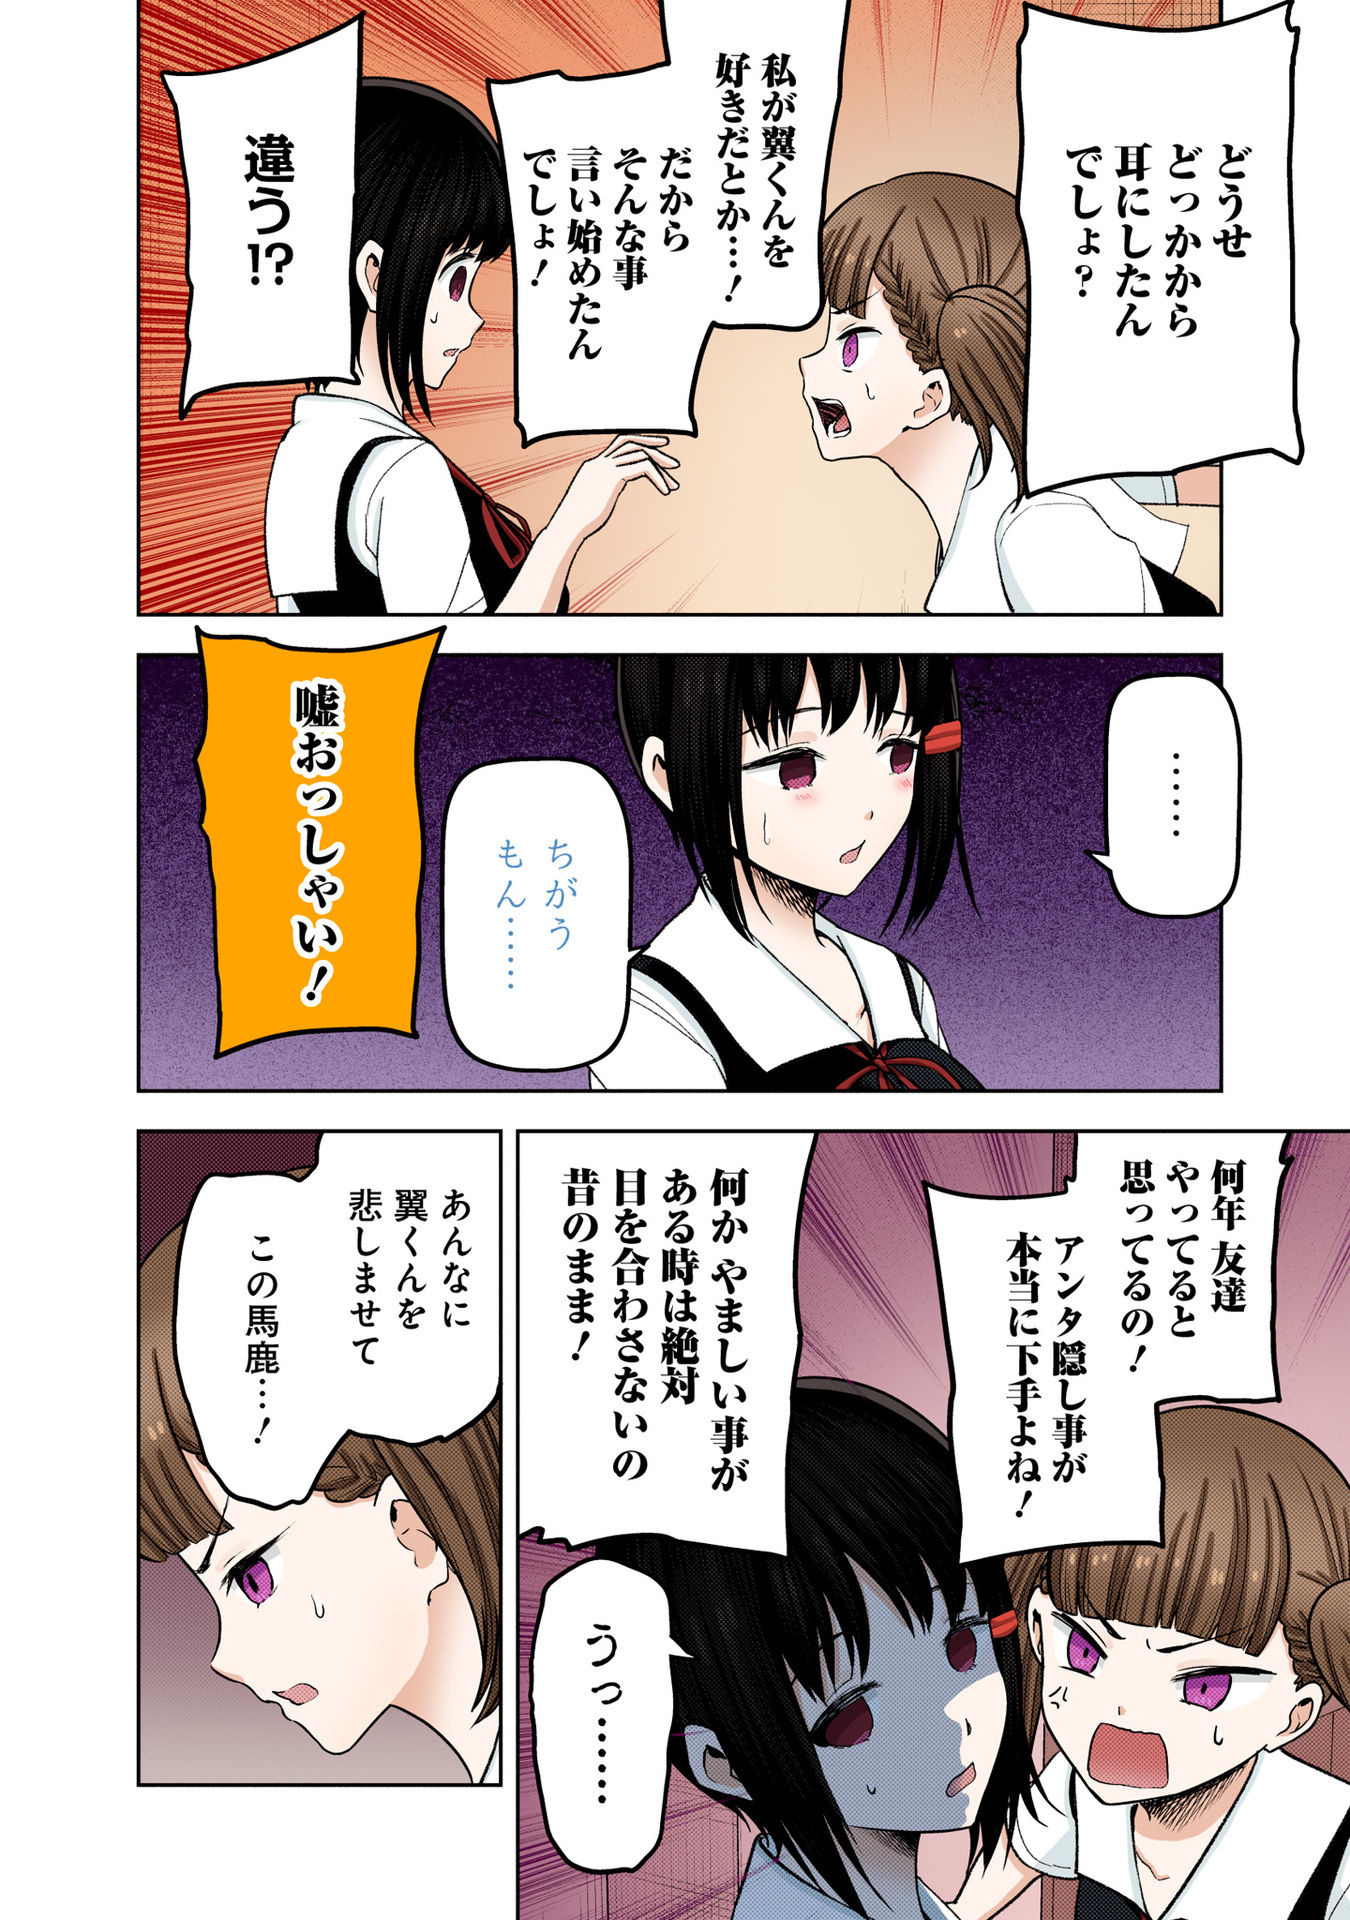 どうせ
どっかから
耳にしたん
でしょ？
私が翼くんを
好きだとか…！
だから
そんな事
言い始めたん
でしょ！
違う!?
……
ちがう
もん……
嘘おっしゃい！
何年 友達
やってると
思ってるの！
アンタ隠し事が
本当に下手よね！
何か やましい事が
ある時は絶対
目を合わさないの
昔のまま！
うっ……
あんなに
翼くんを
悲しませて
この馬鹿…！